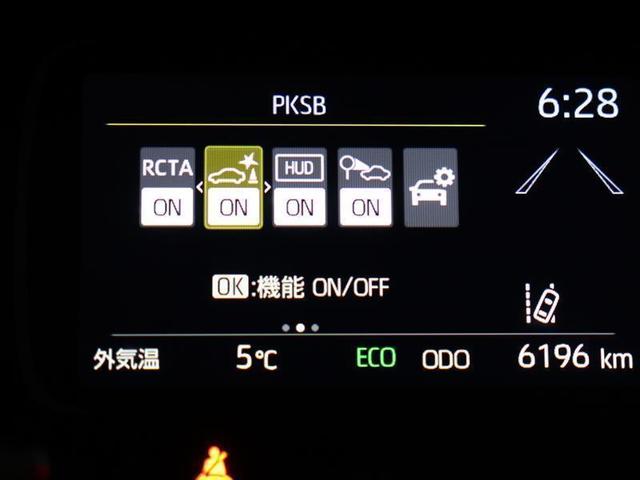 PKSB 6:28
RCTA HUD
ON ON ON ON
OK:機能 ON/OFF
外気温 5℃ ECO ODO 6196 km